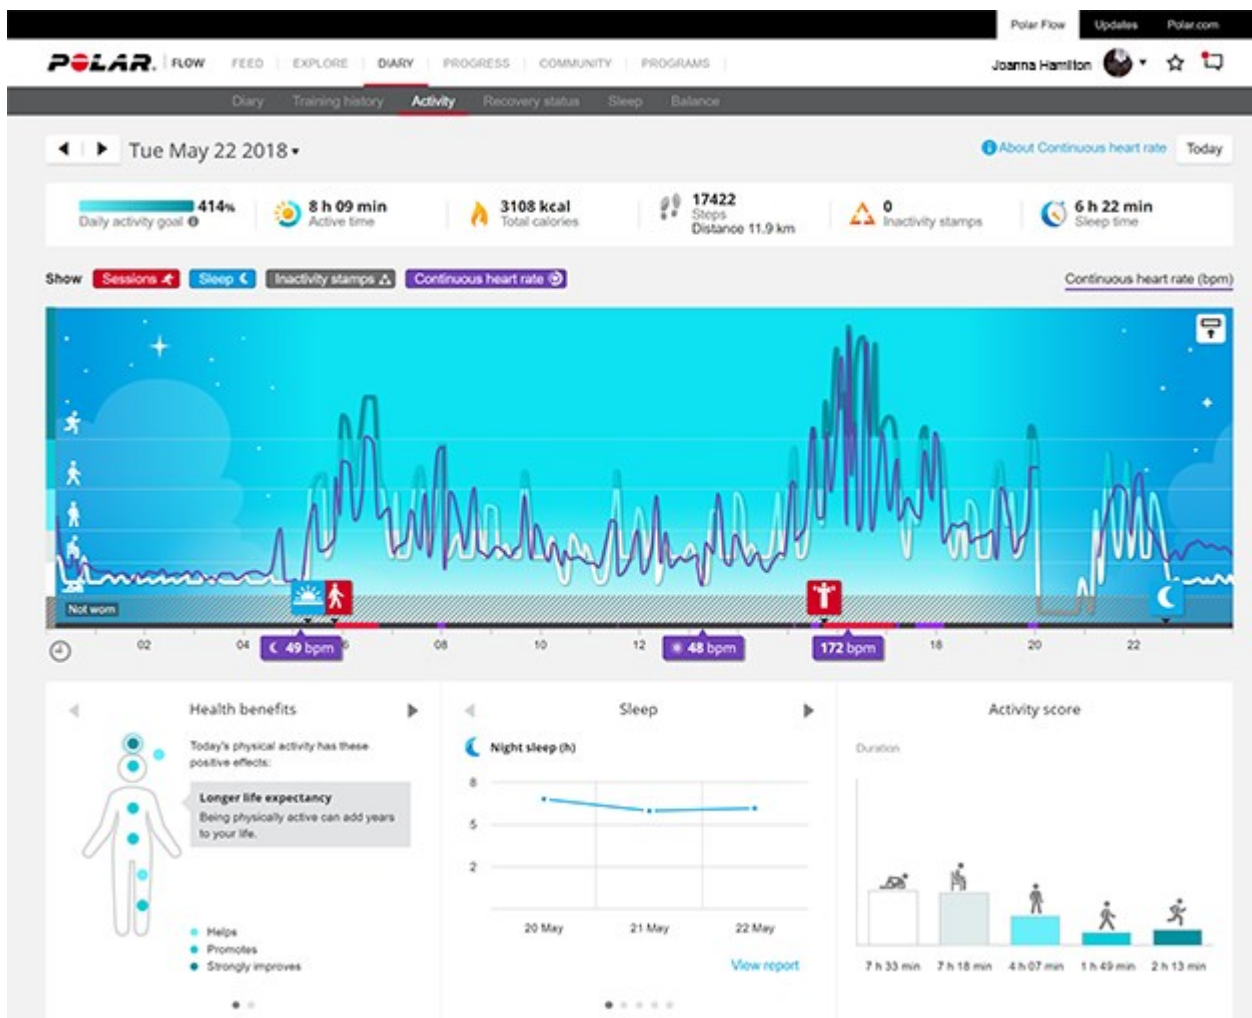 Polar Flow Updates Polar.com
POLAR. FLOW FEED EXPLORE DIARY PROGRESS COMMUNITY PROGRAMS Joanna Hamilton
Diary Training history Activity Recovery status Sleep Balance
Tue May 22 2018 About Continuous heart rate Today
414%
Daily activity goal
8 h 09 min
Active time
3108 kcal
Total calories
17422
Steps
Distance 11.9 km
0
Inactivity stamps
6 h 22 min
Sleep time
Show Sessions Sleep Inactivity stamps Continuous heart rate Continuous heart rate (bpm)
Not worn
02 04 6 08 10 12 18 20 22
49 bpm 48 bpm 172 bpm
Health benefits
Today's physical activity has these
positive effects:
Longer life expectancy
Being physically active can add years
to your life.
Helps
Promotes
Strongly improves
Sleep
Night sleep (h)
8
5
2
20 May 21 May 22 May
View report
Activity score
Duration
7 h 33 min 7 h 18 min 4 h 07 min 1 h 49 min 2 h 13 min